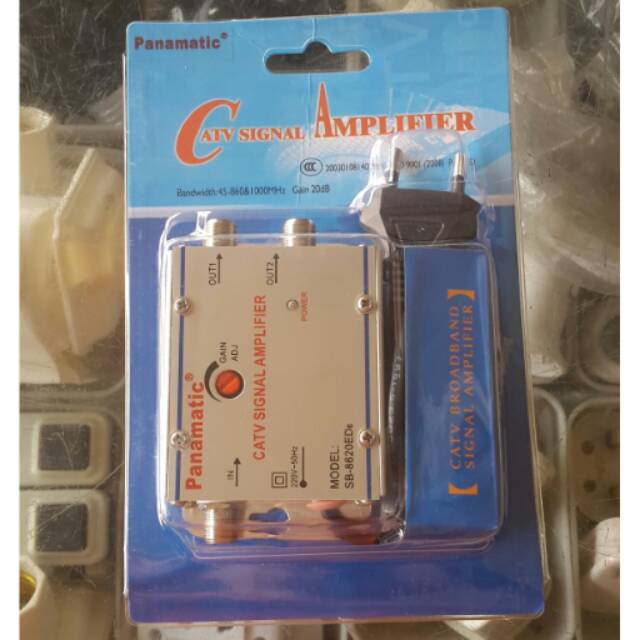 Panamatic®
CATV SIGNAL AMPLIFIER
Bandwidth:45-860&1000MHz Gain 20dB
OUT1
OUT2
POWER
GAIN
ADJ
Panamatic®
CATV SIGNAL AMPLIFIER
IN
220V~50Hz
MODEL:
SB-8620EDs
【 CATV BROADBAND
SIGNAL AMPLIFIER 】